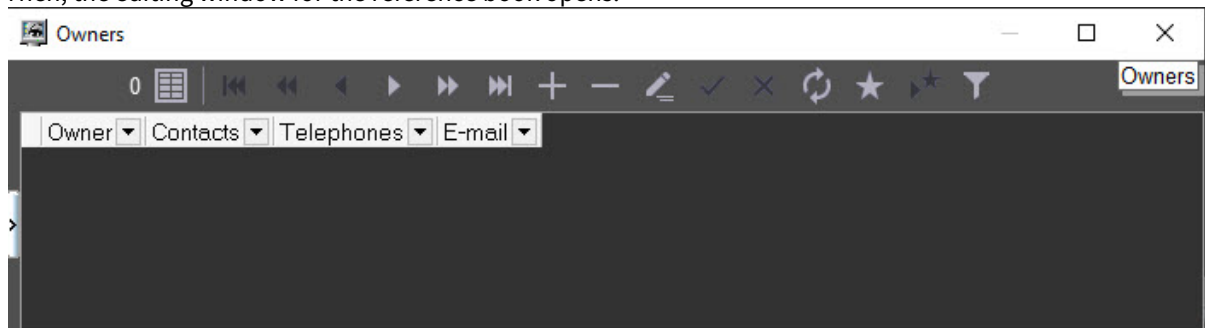 Then, the editing window for the reference book opens.
Owners
0
Owners
Owner Contacts Telephones E-mail